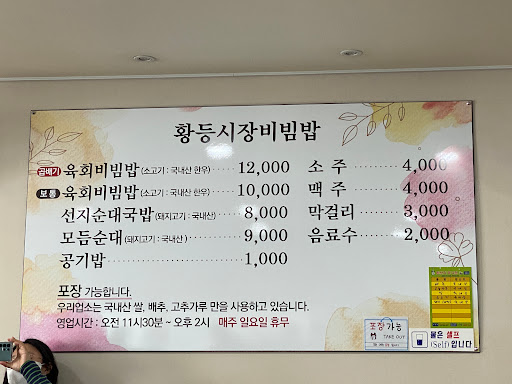 황등시장비빔밥
곱배기 육회비빔밥 (소고기 : 국내산 한우) ······ 12,000
보통 육회비빔밥 (소고기 : 국내산 한우) ······ 10,000
선지순대국밥 (돼지고기 : 국내산) ······ 8,000
모듬순대 (돼지고기 : 국내산) ······ 9,000
공기밥 ······ 1,000
소 주 ······ 4,000
맥 주 ······ 4,000
막걸리 ······ 3,000
음료수 ······ 2,000
포장 가능합니다.
우리업소는 국내산 쌀, 배추, 고추가루 만을 사용하고 있습니다.
영업시간 : 오전 11시30분 ~ 오후 2시 매주 일요일 휴무
포장 가능
TAKE OUT
물은 셀프
(Self)입니다